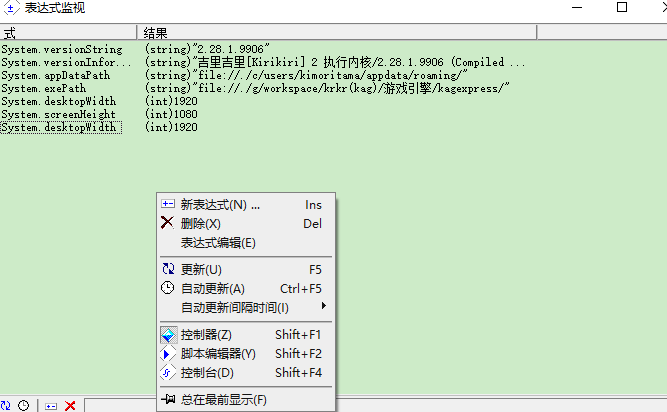 表达式监视
式 结果
System.versionString (string)"2.28.1.9906"
System.versionInfor... (string)"吉里吉里[Kirikiri] 2 执行内核/2.28.1.9906 (Compiled ...
System.appDataPath (string)"file://./c/users/kimoritama/appdata/roaming/"
System.exePath (string)"file://./g/workspace/krkr(kag)/游戏引擎/kagexpress/"
System.desktopWidth (int)1920
System.screenHeight (int)1080
System.desktopWidth (int)1920
新表达式(N) ... Ins
删除(X) Del
表达式编辑(E)
更新(U) F5
自动更新(A) Ctrl+F5
自动更新间隔时间(I)
控制器(Z) Shift+F1
脚本编辑器(Y) Shift+F2
控制台(D) Shift+F4
总在最前显示(F)